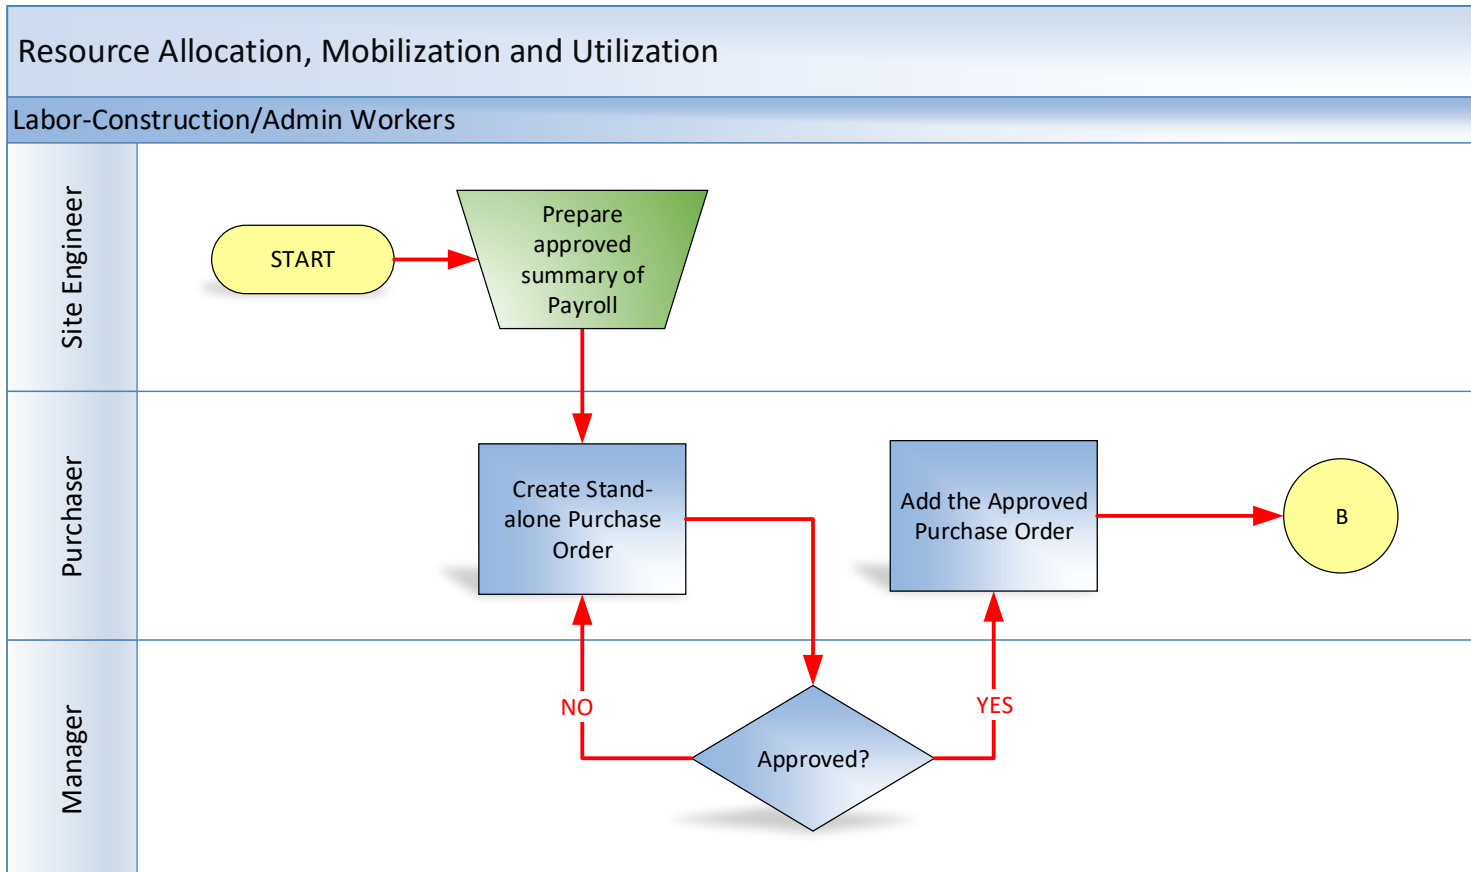 Resource Allocation, Mobilization and Utilization
Labor-Construction/Admin Workers
Site Engineer
START
Prepare
approved
summary of
Payroll
Purchaser
Create Stand-
alone Purchase
Order
Add the Approved
Purchase Order
B
Manager
NO
Approved?
YES